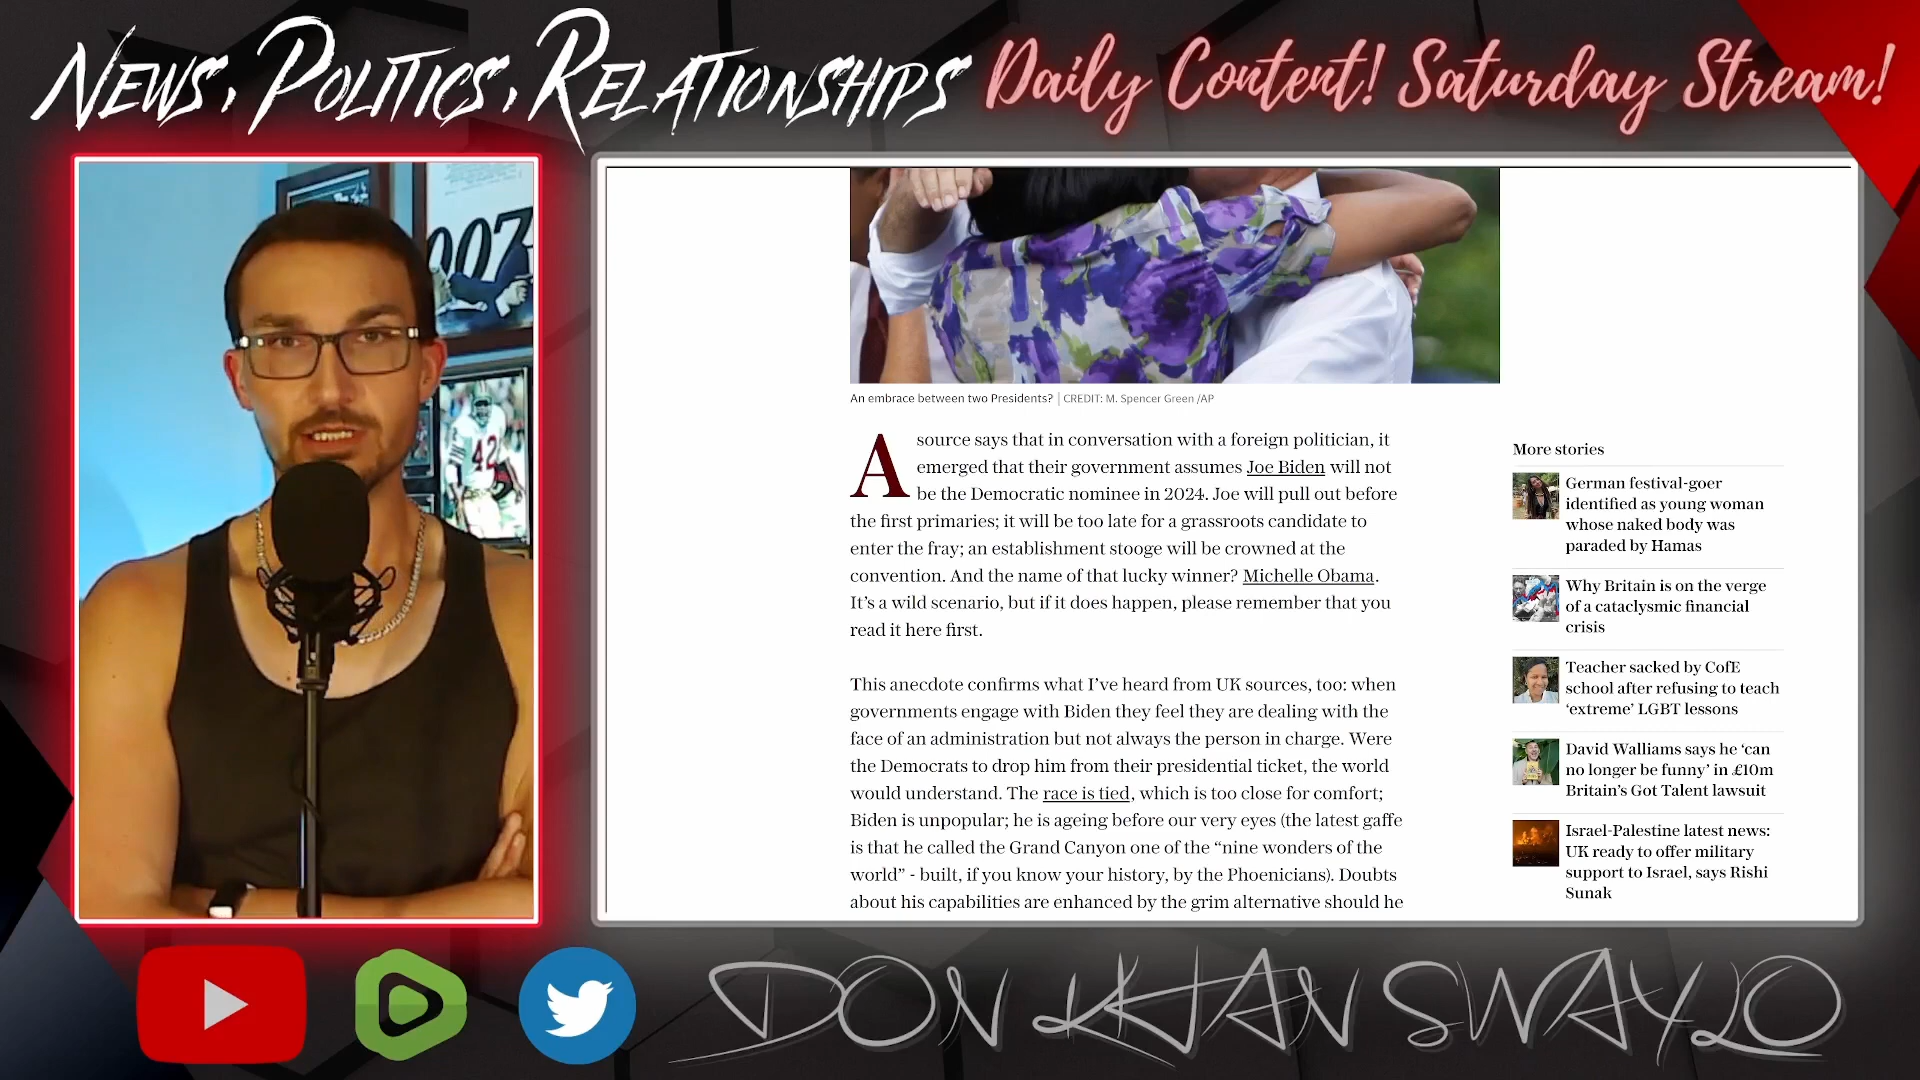 NEWS, POLITICS, RELATIONSHIPS Daily Content! Saturday Stream!
007
42
An embrace between two Presidents? | CREDIT: M. Spencer Green /AP
A source says that in conversation with a foreign politician, it
emerged that their government assumes Joe Biden will not
be the Democratic nominee in 2024. Joe will pull out before
the first primaries; it will be too late for a grassroots candidate to
enter the fray; an establishment stooge will be crowned at the
convention. And the name of that lucky winner? Michelle Obama.
It's a wild scenario, but if it does happen, please remember that you
read it here first.
This anecdote confirms what I've heard from UK sources, too: when
governments engage with Biden they feel they are dealing with the
face of an administration but not always the person in charge. Were
the Democrats to drop him from their presidential ticket, the world
would understand. The race is tied, which is too close for comfort;
Biden is unpopular; he is ageing before our very eyes (the latest gaffe
is that he called the Grand Canyon one of the “nine wonders of the
world” - built, if you know your history, by the Phoenicians). Doubts
about his capabilities are enhanced by the grim alternative should he
More stories
German festival-goer
identified as young woman
whose naked body was
paraded by Hamas
Why Britain is on the verge
of a cataclysmic financial
crisis
Teacher sacked by CofE
school after refusing to teach
‘extreme’ LGBT lessons
David Walliams says he ‘can
no longer be funny’ in £10m
Britain's Got Talent lawsuit
Israel-Palestine latest news:
UK ready to offer military
support to Israel, says Rishi
Sunak
DON KHAN SWAYLO